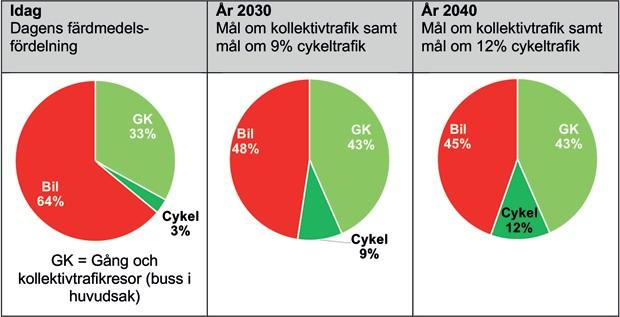 Idag
Dagens färdmedels-
fördelning
År 2030
Mål om kollektivtrafik samt
mål om 9% cykeltrafik
År 2040
Mål om kollektivtrafik samt
mål om 12% cykeltrafik
GK
33%
Bil
64%
Cykel
3%
GK = Gång och
kollektivtrafikresor (buss i
huvudsak)
Bil
48%
GK
43%
Cykel
9%
Bil
45%
GK
43%
Cykel
12%